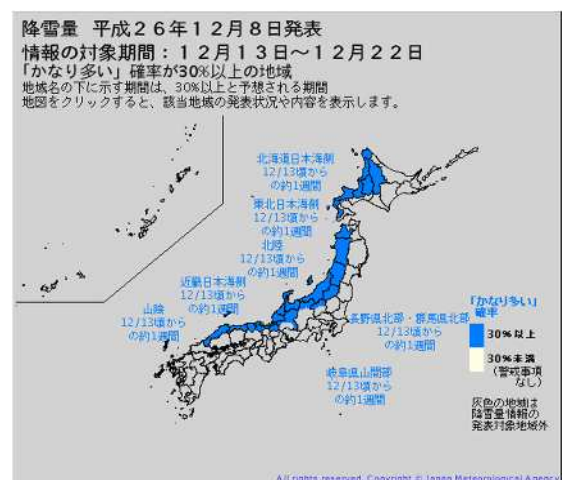 降雪量 平成２６年１２月８日発表
情報の対象期間：１２月１３日～１２月２２日
「かなり多い」確率が30%以上の地域
地域名の下に示す期間は、30%以上と予想される期間
地図をクリックすると、該当地域の発表状況や内容を表示します。
北海道日本海側
12/13頃から
の約1週間
東北日本海側
12/13頃から
の約1週間
北陸
12/13頃から
の約1週間
近畿日本海側
12/13頃から
の約1週間
山陰
12/13頃から
の約1週間
長野県北部・群馬県北部
12/13頃から
の約1週間
岐阜県山間部
12/13頃から
の約1週間
「かなり多い」
確率
30%以上
30%未満
（警戒事項
なし）
灰色の地域は
降雪量情報の
発表対象地域外
All rights reserved. Copyright © Japan Meteorological Agency